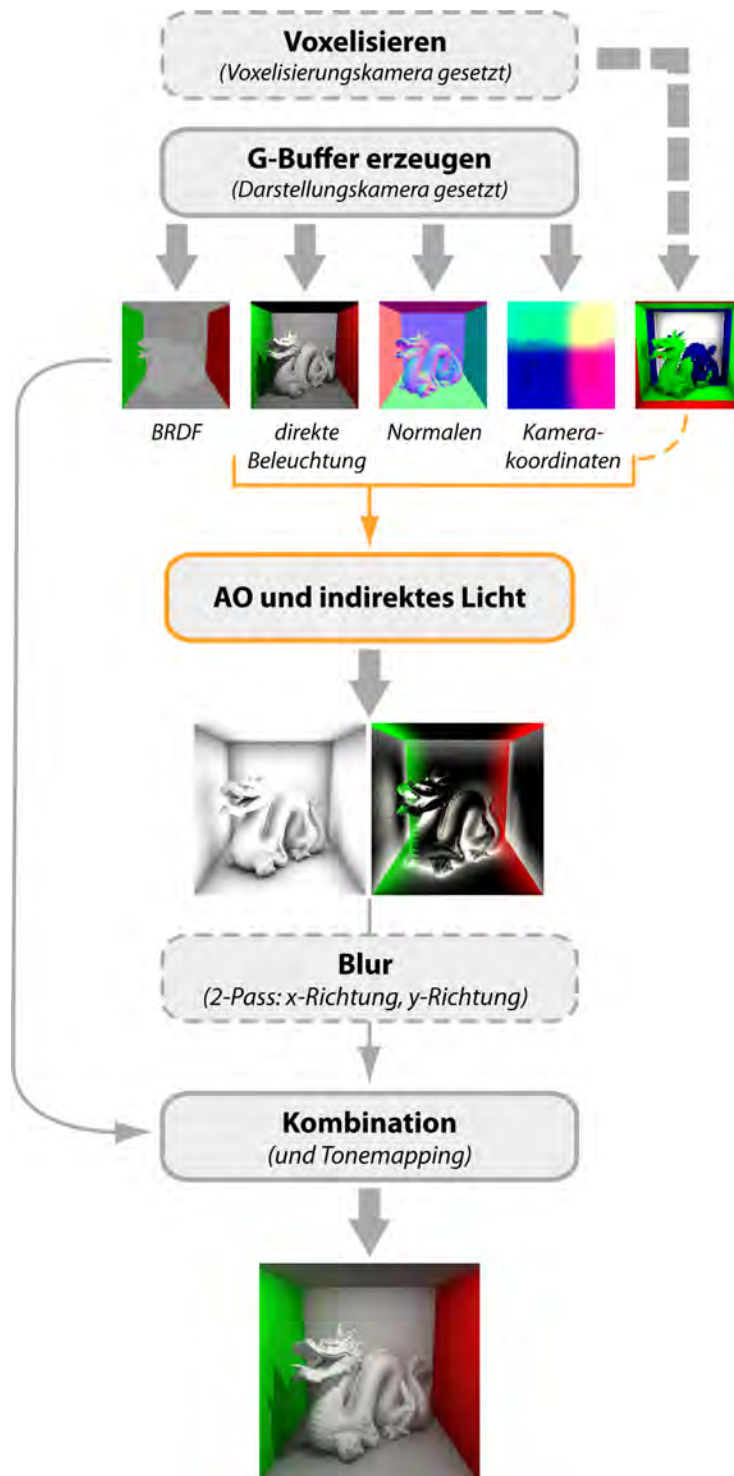 Voxelisieren
(Voxelisierungskamera gesetzt)
G-Buffer erzeugen
(Darstellungskamera gesetzt)
BRDF
direkte
Beleuchtung
Normalen
Kamera-
koordinaten
AO und indirektes Licht
Blur
(2-Pass: x-Richtung, y-Richtung)
Kombination
(und Tonemapping)